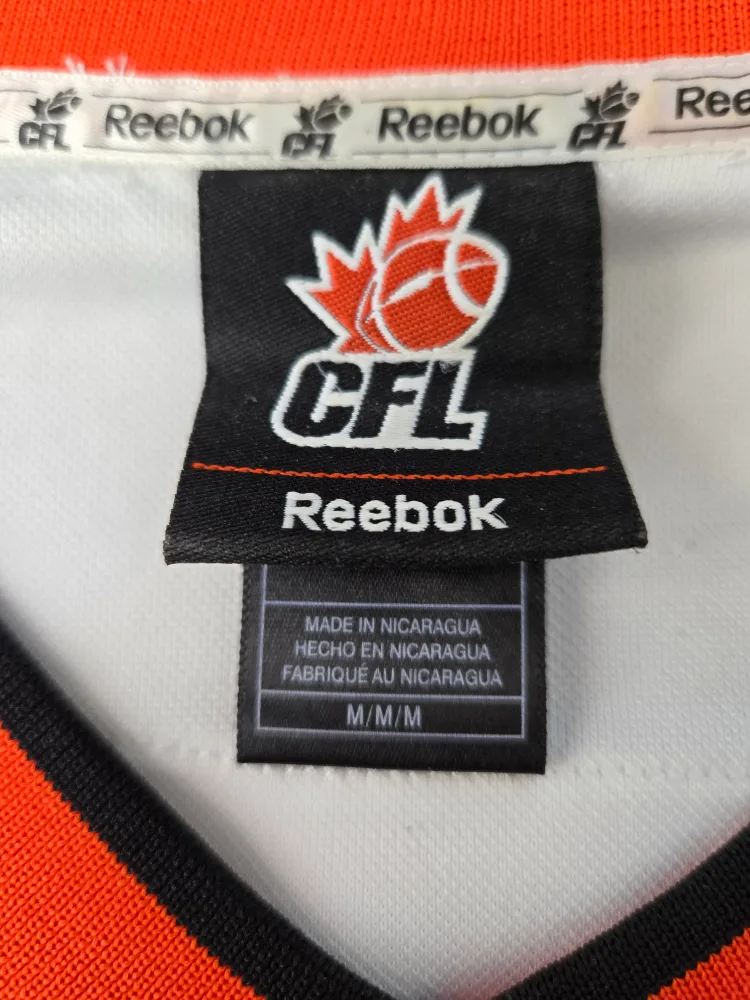 CFL Reebok CFL Reebok CFL Ree
CFL
Reebok
MADE IN NICARAGUA
HECHO EN NICARAGUA
FABRIQUÉ AU NICARAGUA
M/M/M